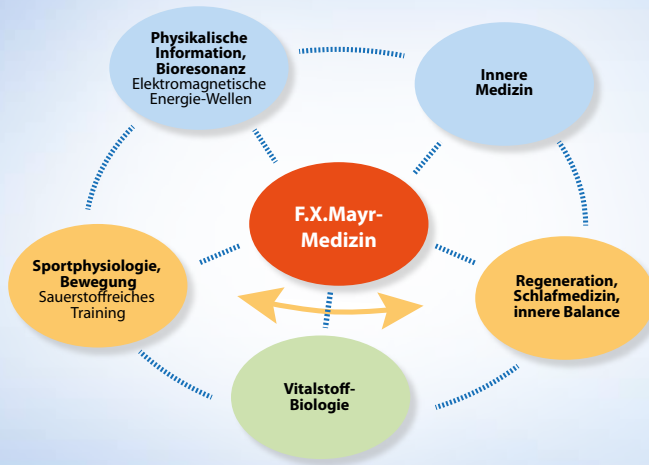 Physikalische
Information,
Bioresonanz
Elektromagnetische
Energie-Wellen
Innere
Medizin
F.X.Mayr-
Medizin
Sportphysiologie,
Bewegung
Sauerstoffreiches
Training
Regeneration,
Schlafmedizin,
innere Balance
Vitalstoff-
Biologie